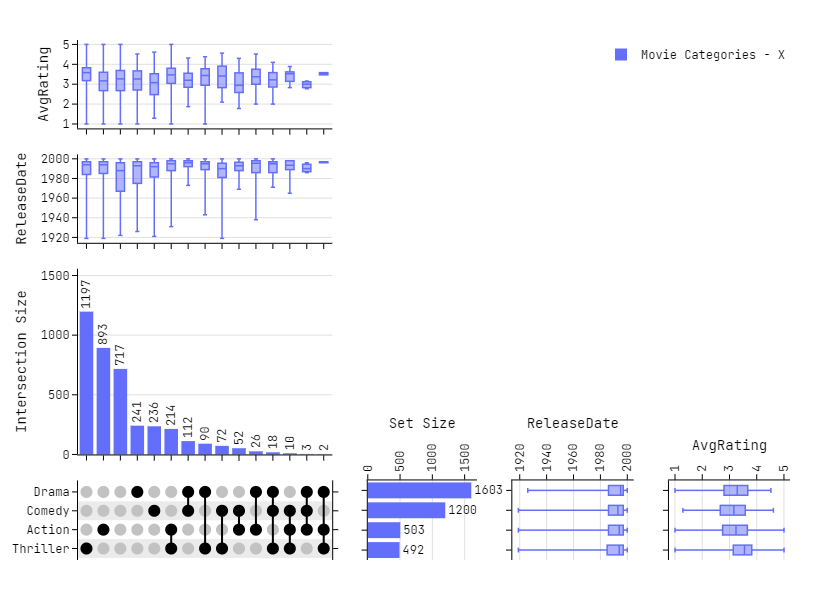 Movie Categories - X
AvgRating
5
4
3
2
1
ReleaseDate
2000
1980
1960
1940
1920
Intersection Size
1500
1000
500
0
1197
893
717
241
236
214
112
90
72
52
26
18
10
3
2
Drama
Comedy
Action
Thriller
Set Size
0 500 1000 1500
1603
1200
503
492
ReleaseDate
1920 1940 1960 1980 2000
AvgRating
1 2 3 4 5